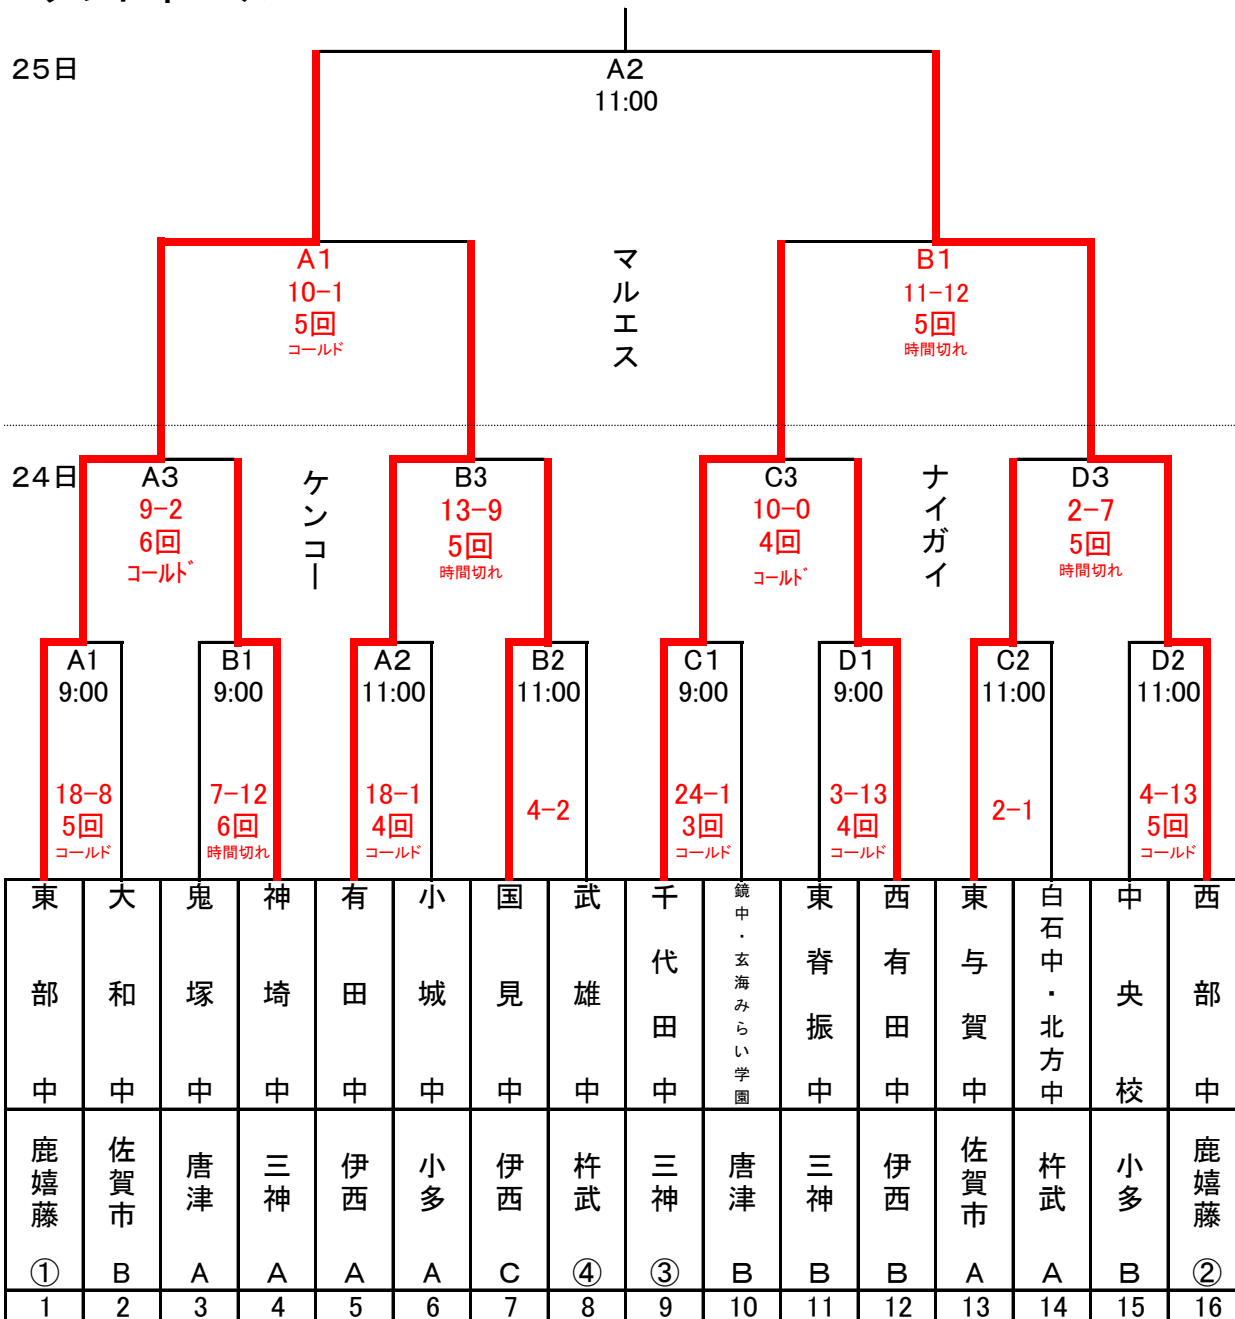 25日
A2
11:00
A1
10-1
5回
コールド
マルエス
B1
11-12
5回
時間切れ
24日
A3
9-2
6回
コールド
ケンコー
B3
13-9
5回
時間切れ
C3
10-0
4回
コールド
ナイガイ
D3
2-7
5回
時間切れ
A1
9:00
18-8
5回
コールド
B1
9:00
7-12
6回
時間切れ
A2
11:00
18-1
4回
コールド
B2
11:00
4-2
C1
9:00
24-1
3回
コールド
D1
9:00
3-13
4回
コールド
C2
11:00
2-1
D2
11:00
4-13
5回
コールド
東部中
大和中
鬼塚中
神埼中
有田中
小城中
国見中
武雄中
千代田中
鏡中・玄海みらい学園
東脊振中
西有田中
東与賀中
白石中・北方中
中央校
西部中
鹿嬉藤
佐賀市
唐津
三神
伊西
小多
伊西
杵武
三神
唐津
三神
伊西
佐賀市
杵武
小多
鹿嬉藤
① B A A A A C ④ ③ B B B A A B ②
1 2 3 4 5 6 7 8 9 10 11 12 13 14 15 16